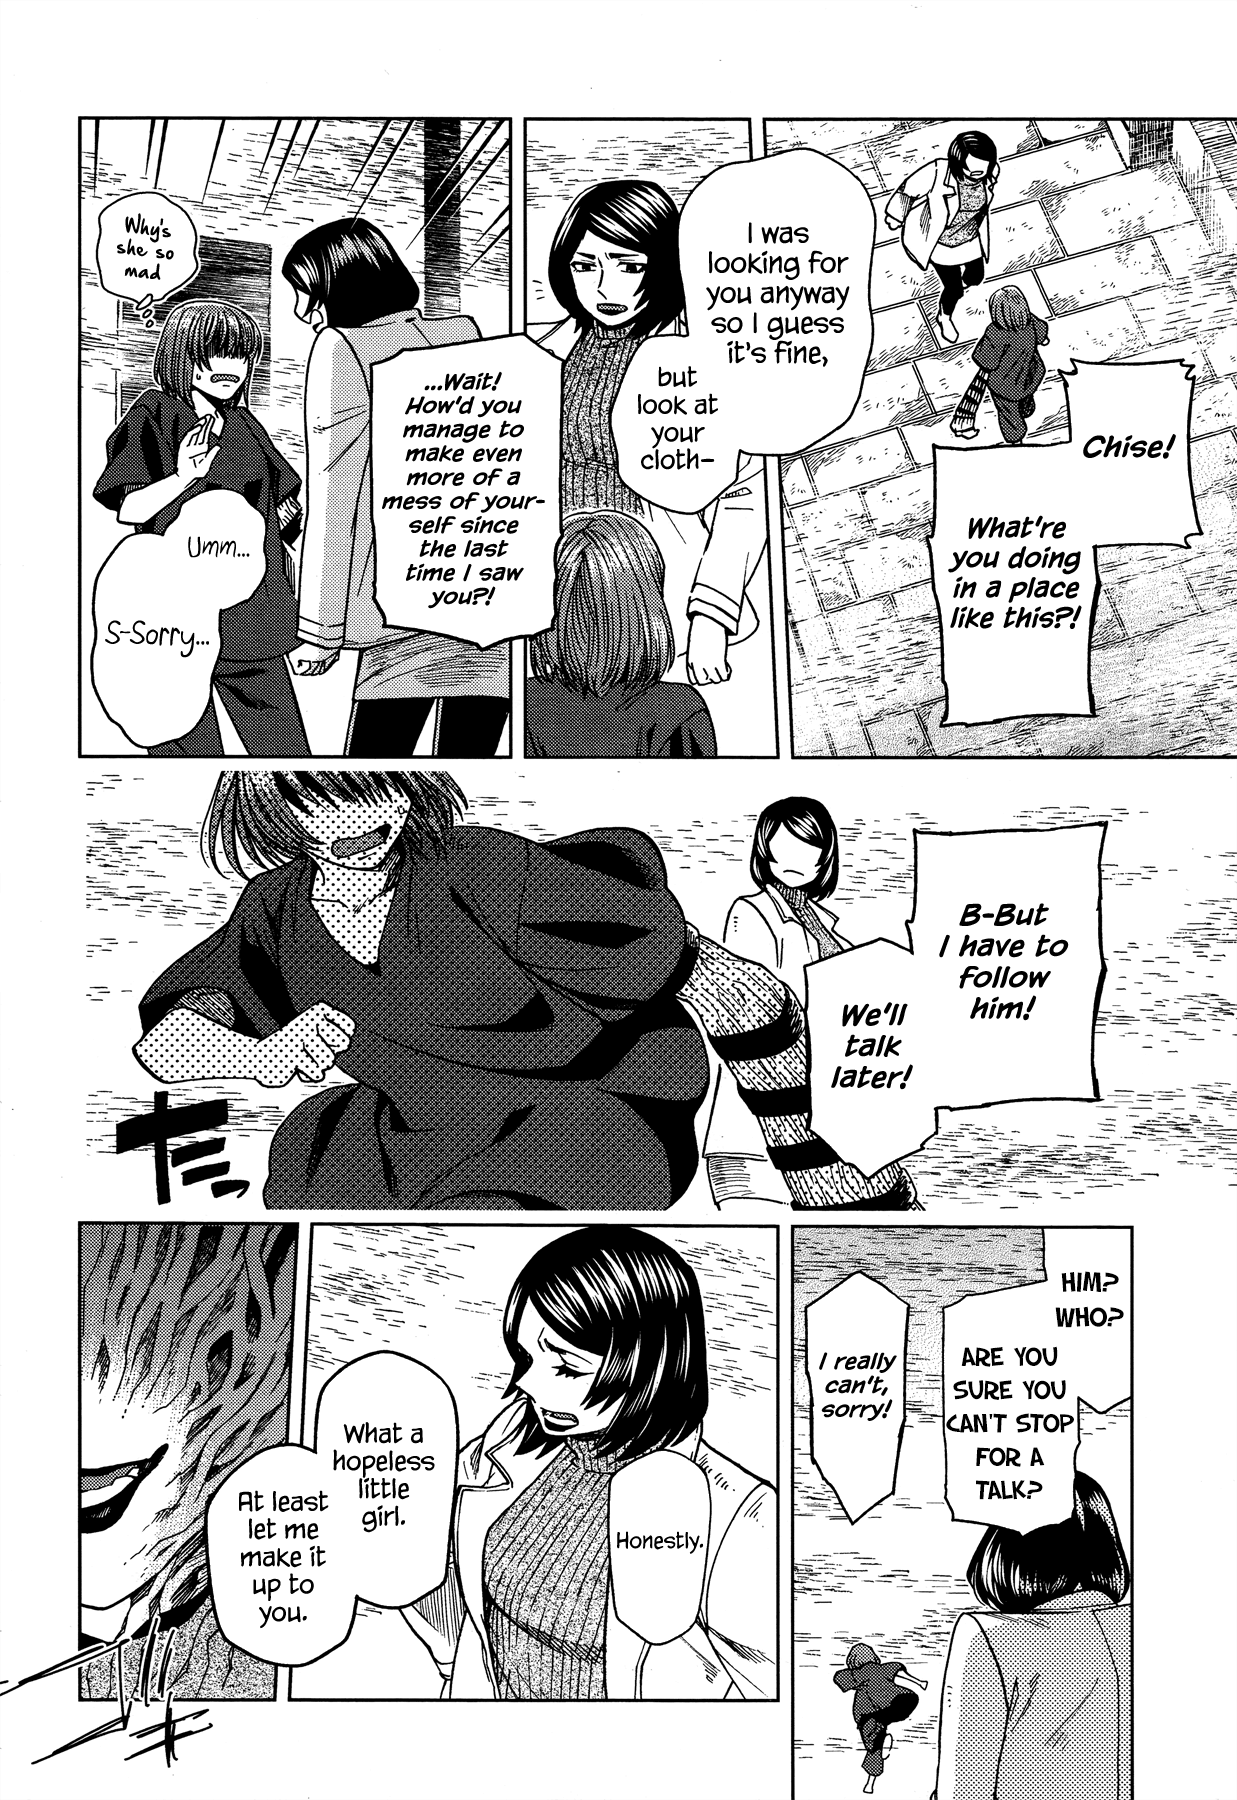 Chise!
What're
you doing
in a place
like this?!
I was
looking for
you anyway
so I guess
it's fine,
but
look at
your
cloth–
...Wait!
How'd you
manage to
make even
more of a
mess of your-
self since
the last
time I saw
you?!
Why's
she so
mad
Umm...
S-Sorry...
B-But
I have to
follow
him!
We'll
talk
later!
HIM?
WHO?
ARE YOU
SURE YOU
CAN'T STOP
FOR A
TALK?
I really
can't,
sorry!
Honestly.
What a
hopeless
little
girl.
At least
let me
make it
up to
you.